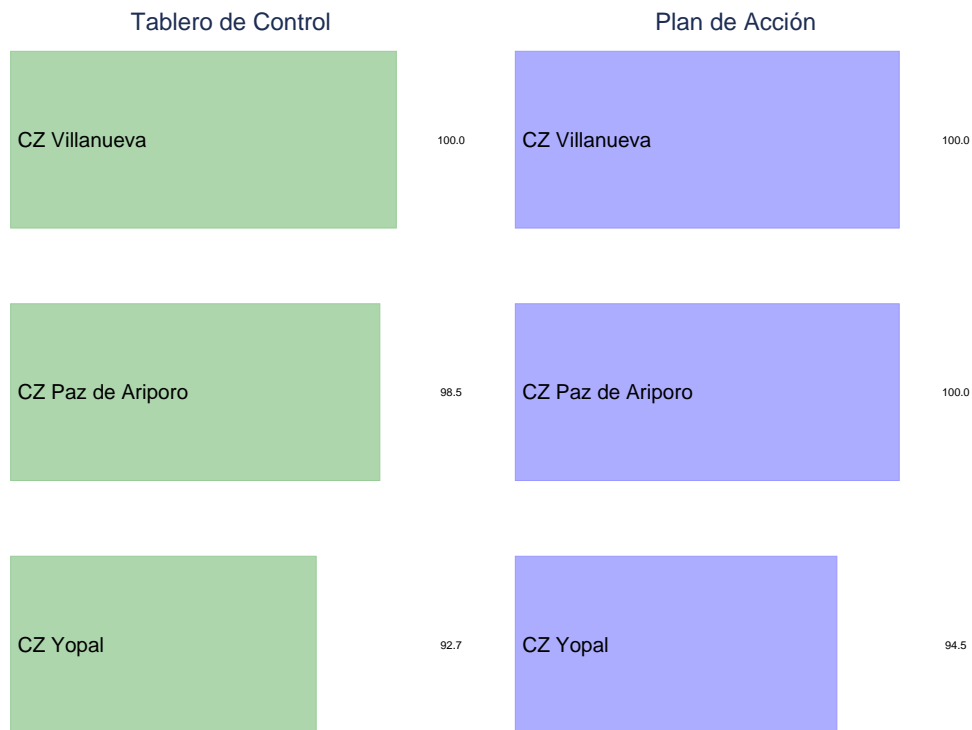 Tablero de Control
CZ Villanueva 100.0
CZ Paz de Ariporo 98.5
CZ Yopal 92.7
Plan de Acción
CZ Villanueva 100.0
CZ Paz de Ariporo 100.0
CZ Yopal 94.5